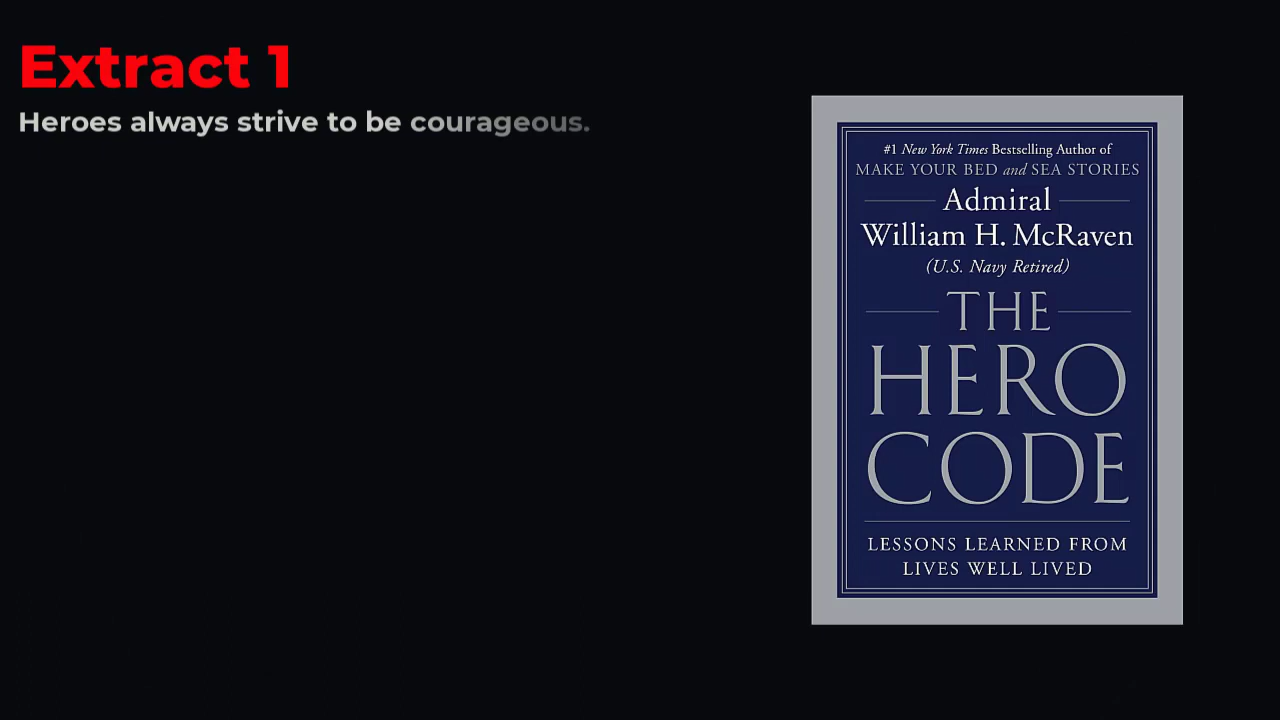 Extract 1
Heroes always strive to be courageous.
#1 New York Times Bestselling Author of
MAKE YOUR BED and SEA STORIES
Admiral
William H. McRaven
(U.S. Navy Retired)
THE
HERO
CODE
LESSONS LEARNED FROM
LIVES WELL LIVED